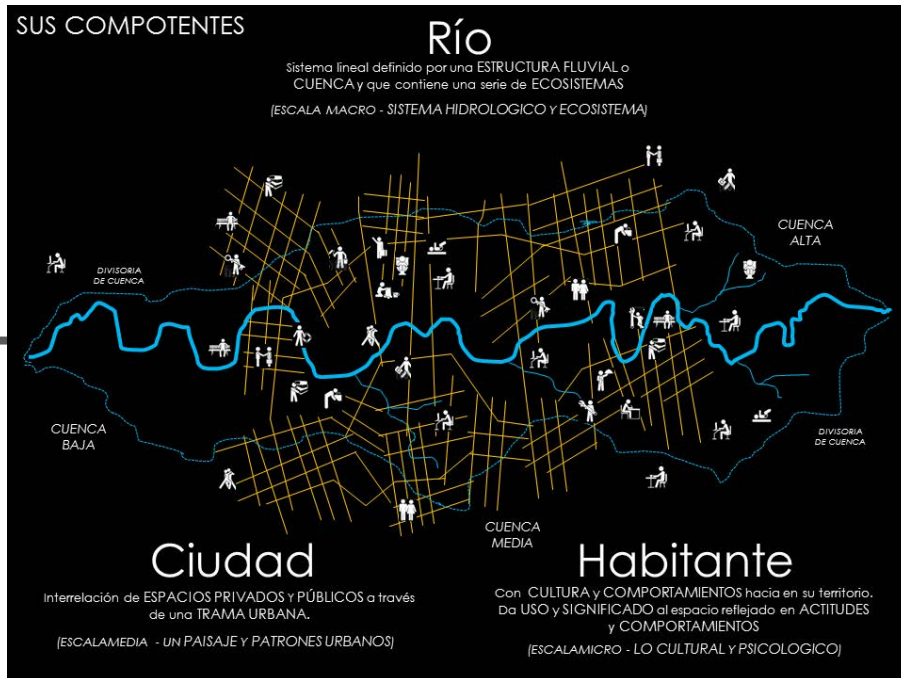 SUS COMPOTENTES
Río
Sistema lineal definido por una ESTRUCTURA FLUVIAL o
CUENCA y que contiene una serie de ECOSISTEMAS
(ESCALA MACRO - SISTEMA HIDROLOGICO Y ECOSISTEMA)
CUENCA
ALTA
DIVISORIA
DE CUENCA
CUENCA
BAJA
DIVISORIA
DE CUENCA
CUENCA
MEDIA
Ciudad
Interrelación de ESPACIOS PRIVADOS Y PÚBLICOS a través
de una TRAMA URBANA.
(ESCALAMEDIA - UN PAISAJE Y PATRONES URBANOS)
Habitante
Con CULTURA y COMPORTAMIENTOS hacia en su territorio.
Da USO y SIGNIFICADO al espacio reflejado en ACTITUDES
y COMPORTAMIENTOS
(ESCALAMICRO - LO CULTURAL Y PSICOLOGICO)